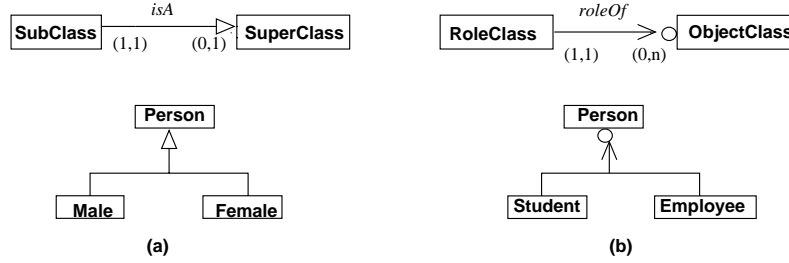 isA
SubClass
SuperClass
(1,1)
(0,1)
Person
Male
Female
(a)
roleOf
RoleClass
ObjectClass
(1,1)
(0,n)
Person
Student
Employee
(b)